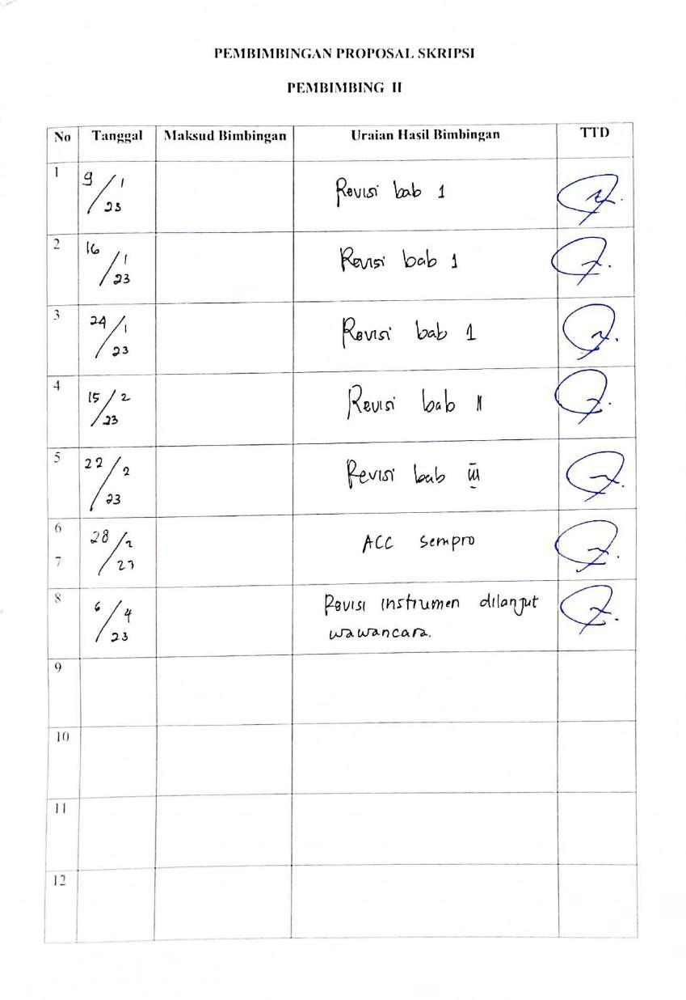 PEMBIMBINGAN PROPOSAL SKRIPSI
PEMBIMBING II
No Tanggal Maksud Bimbingan Uraian Hasil Bimbingan TTD
1 9/1 23 Revisi bab 1
2 16/1 23 Revisi bab 1
3 24/1 23 Revisi bab 1
4 15/2 23 Revisi bab II
5 22/2 23 Revisi bab III
6 28/2 23 ACC Sempro
7
8 6/4 23 Revisi instrumen dilanjut
wawancara.
9
10
11
12